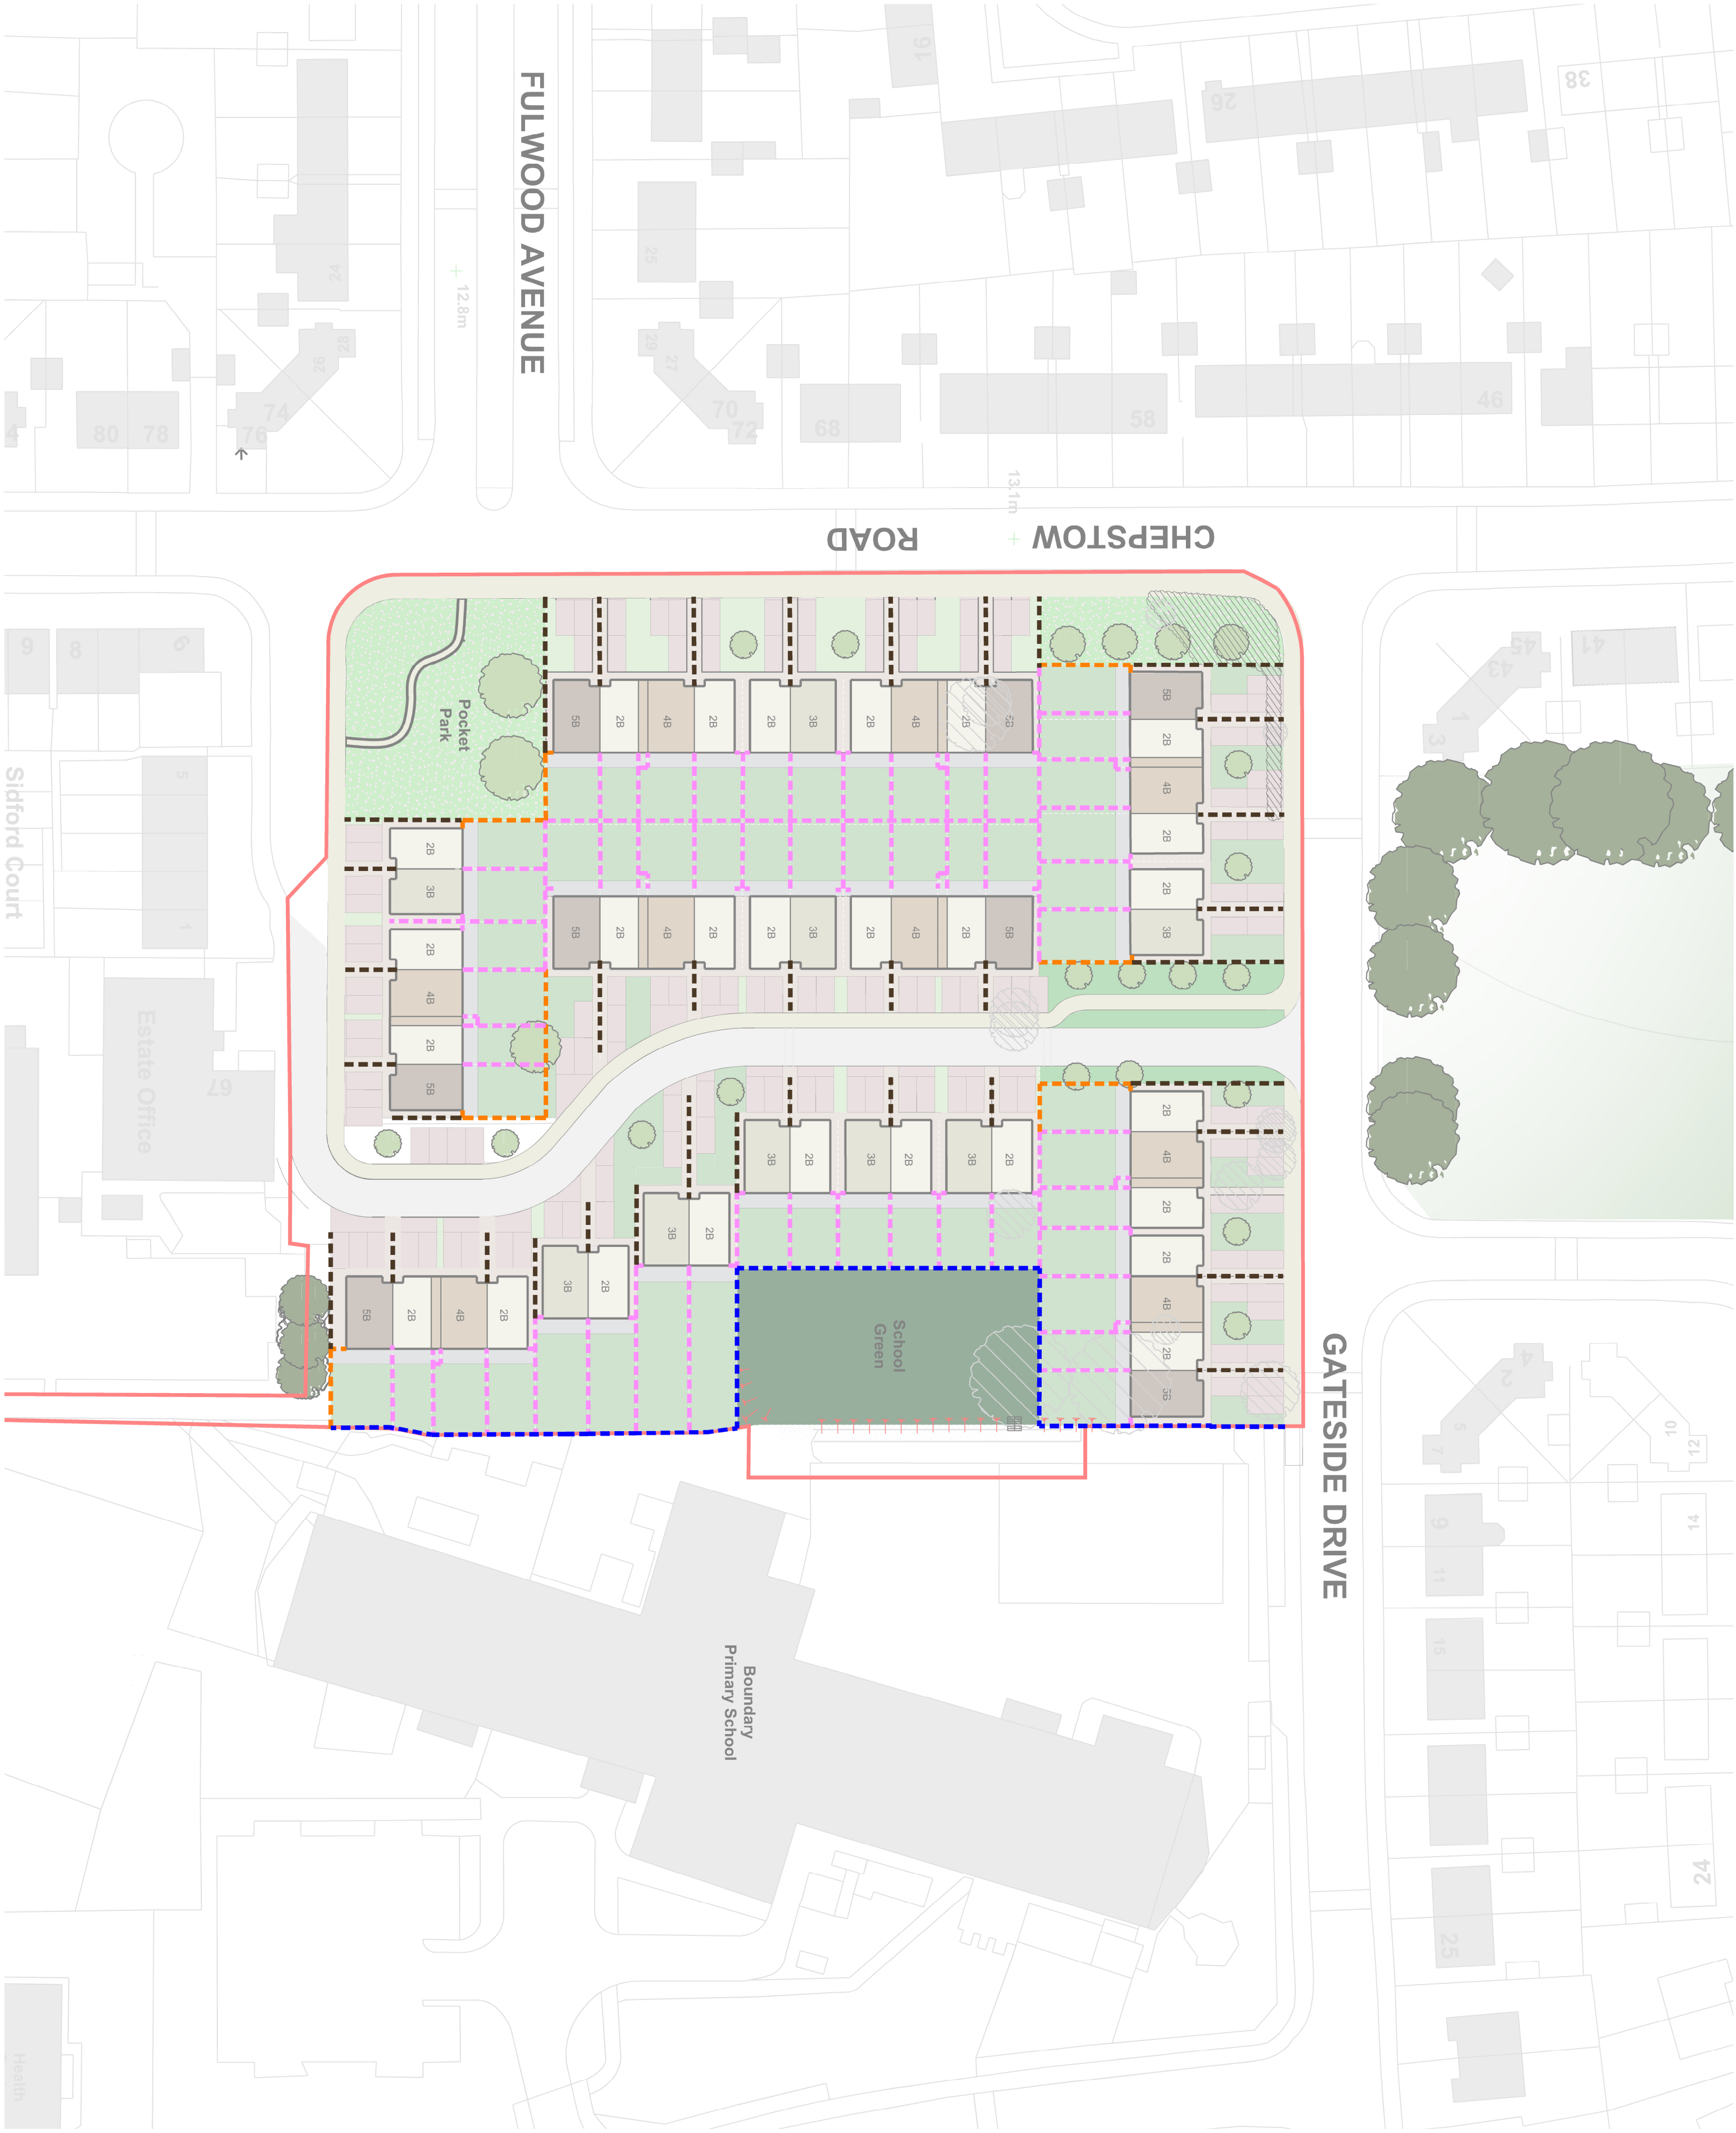 16
26
38
FULWOOD AVENUE
24
25
12.8m
28
26
29
27
74
76
80
78
4
70
72
68
58
46
13.1m
CHEPSTOW
ROAD
6
8
9
45
43
41
1
3
Pocket
Park
5B
2B
4B
2B
2B
3B
2B
4B
2B
5B
5B
2B
4B
2B
2B
3B
Sidford Court
5
1
2B
3B
2B
4B
2B
5B
5B
2B
4B
2B
2B
3B
2B
4B
2B
5B
Estate Office
67
3B
2B
3B
2B
3B
2B
3B
2B
3B
2B
5B
2B
4B
2B
2B
4B
2B
2B
4B
2B
5B
School
Green
GATESIDE DRIVE
4
2
5
7
10
12
9
11
14
15
24
25
Boundary
Primary School
Health